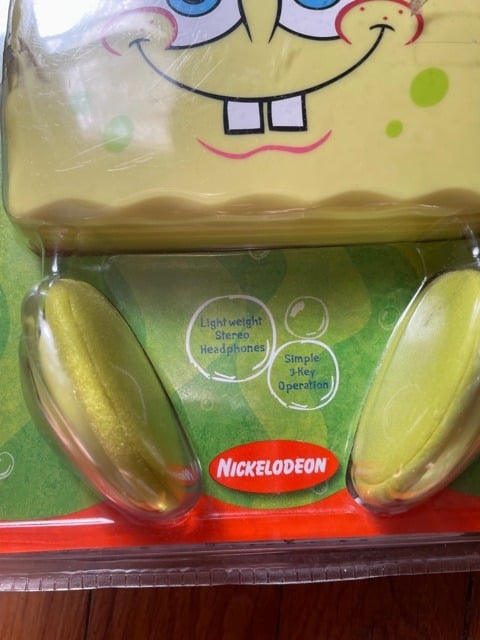 Lightweight
Stereo
Headphones
Simple
3-Key
Operation
NICKELODEON